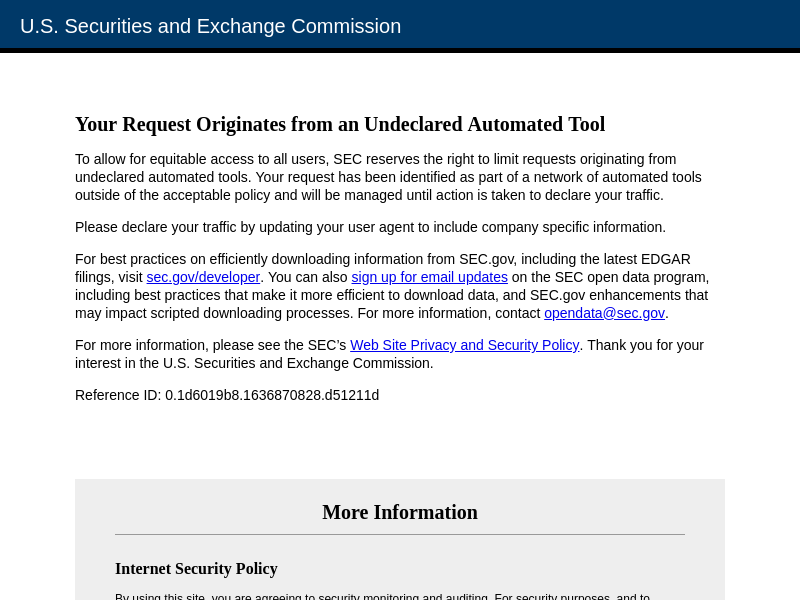 U.S. Securities and Exchange Commission
Your Request Originates from an Undeclared Automated Tool
To allow for equitable access to all users, SEC reserves the right to limit requests originating from
undeclared automated tools. Your request has been identified as part of a network of automated tools
outside of the acceptable policy and will be managed until action is taken to declare your traffic.
Please declare your traffic by updating your user agent to include company specific information.
For best practices on efficiently downloading information from SEC.gov, including the latest EDGAR
filings, visit sec.gov/developer. You can also sign up for email updates on the SEC open data program,
including best practices that make it more efficient to download data, and SEC.gov enhancements that
may impact scripted downloading processes. For more information, contact opendata@sec.gov.
For more information, please see the SEC’s Web Site Privacy and Security Policy. Thank you for your
interest in the U.S. Securities and Exchange Commission.
Reference ID: 0.1d6019b8.1636870828.d51211d
More Information
Internet Security Policy
By using this site, you are agreeing to security monitoring and auditing. For security purposes, and to